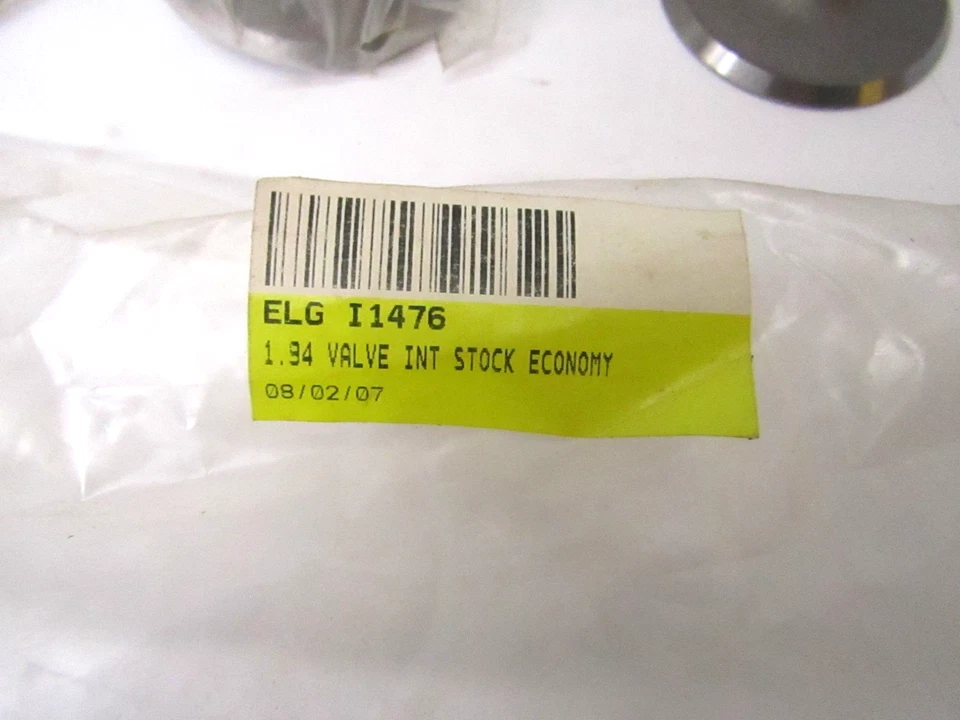 ELG I1476
1.94 VALVE INT STOCK ECONOMY
08/02/07